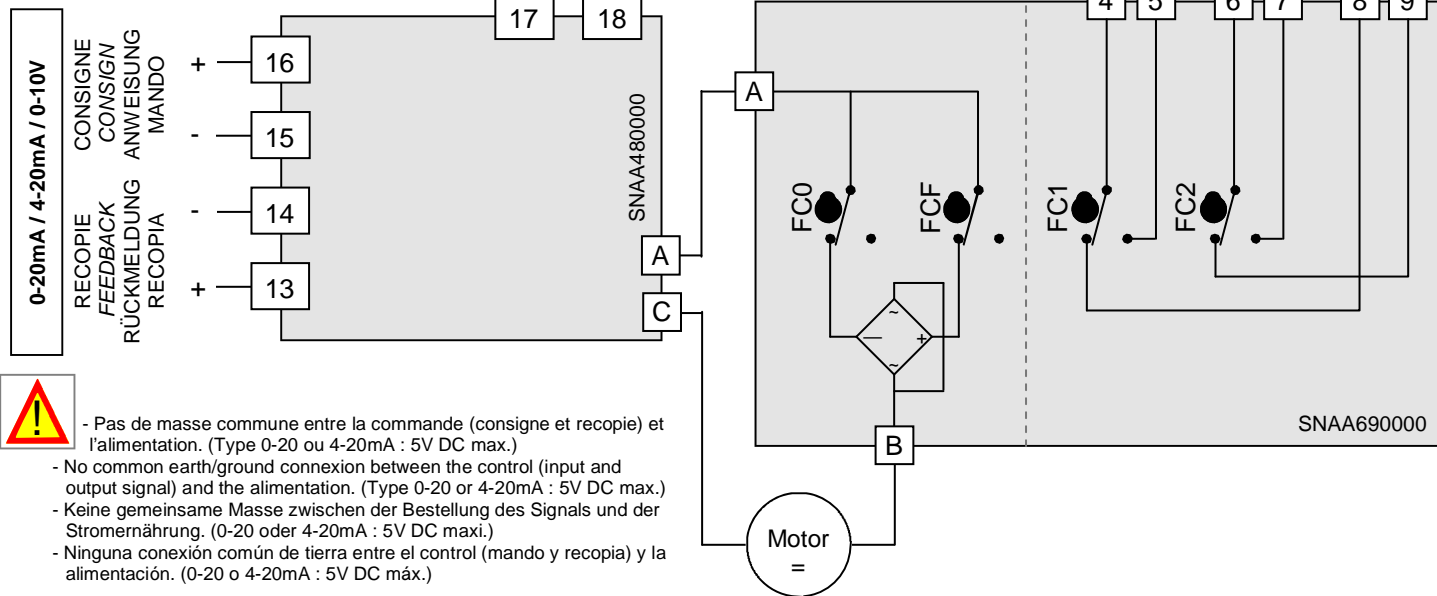 17 18
4 5 6 7 8 9
0-20mA / 4-20mA / 0-10V
CONSIGNE
CONSIGN
ANWEISUNG
MANDO
+ 16
- 15
RECOPIE
FEEDBACK
RÜCKMELDUNG
RECOPIA
- 14
+ 13
SNAA480000
A
C
A
FC0
FCF
FC1
FC2
~
— +
~
SNAA690000
B
Motor
=
!
- Pas de masse commune entre la commande (consigne et recopie) et
l'alimentation. (Type 0-20 ou 4-20mA : 5V DC max.)
- No common earth/ground connexion between the control (input and
output signal) and the alimentation. (Type 0-20 or 4-20mA : 5V DC max.)
- Keine gemeinsame Masse zwischen der Bestellung des Signals und der
Stromernährung. (0-20 oder 4-20mA : 5V DC maxi.)
- Ninguna conexión común de tierra entre el control (mando y recopia) y la
alimentación. (0-20 o 4-20mA : 5V DC máx.)